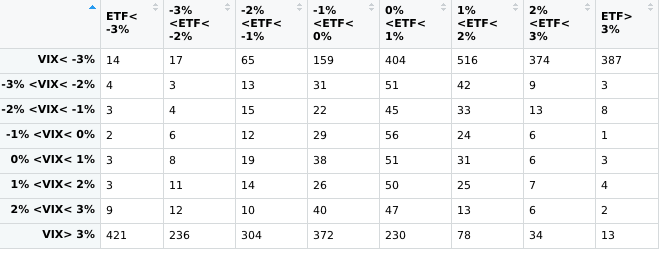 ETF< -3% | -3% <ETF< -2% | -2% <ETF< -1% | -1% <ETF< 0% | 0% <ETF< 1% | 1% <ETF< 2% | 2% <ETF< 3% | ETF> 3%
VIX< -3% 14 17 65 159 404 516 374 387
-3% <VIX< -2% 4 3 13 31 51 42 9 3
-2% <VIX< -1% 3 4 15 22 45 33 13 8
-1% <VIX< 0% 2 6 12 29 56 24 6 1
0% <VIX< 1% 3 8 19 38 51 31 6 3
1% <VIX< 2% 3 11 14 26 50 25 7 4
2% <VIX< 3% 9 12 10 40 47 13 6 2
VIX> 3% 421 236 304 372 230 78 34 13